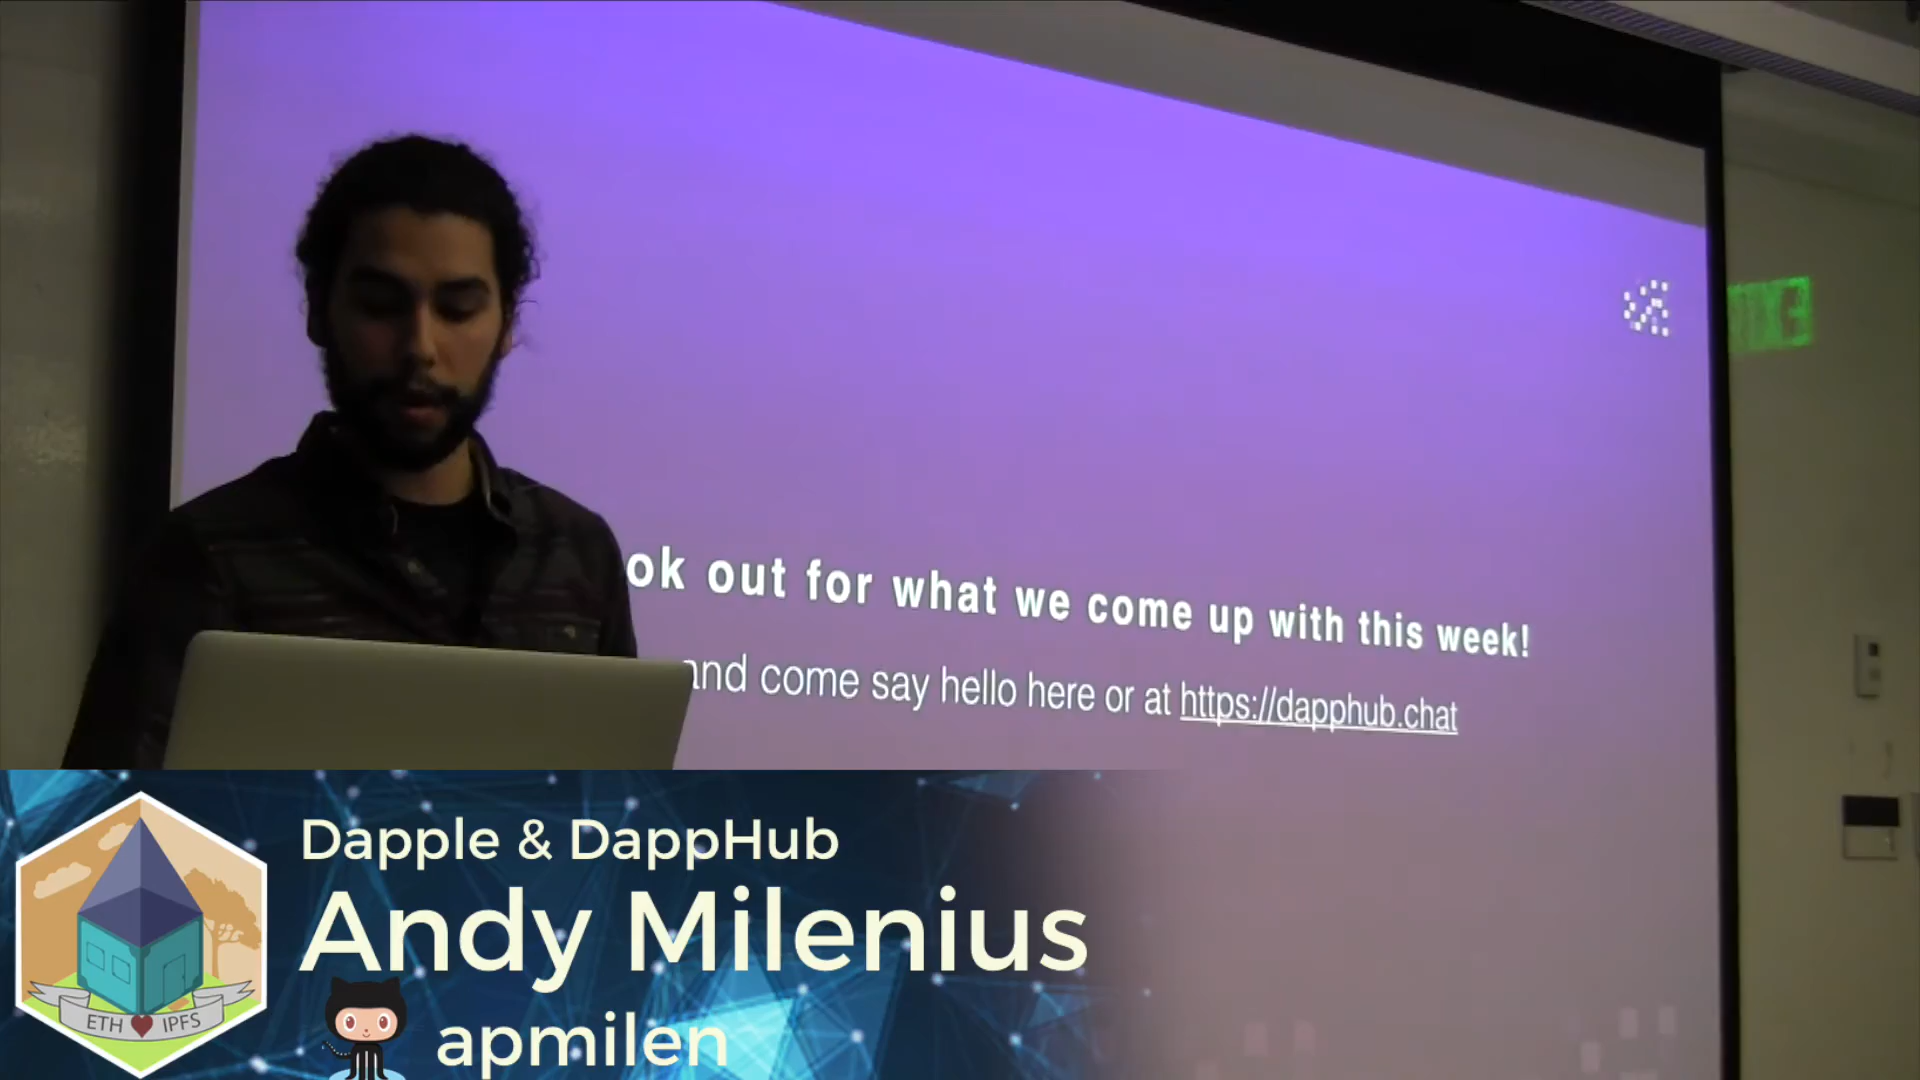 ok out for what we come up with this week!
and come say hello here or at https://dapphub.chat
Dapple & DappHub
Andy Milenius
ETH IPFS
apmilen